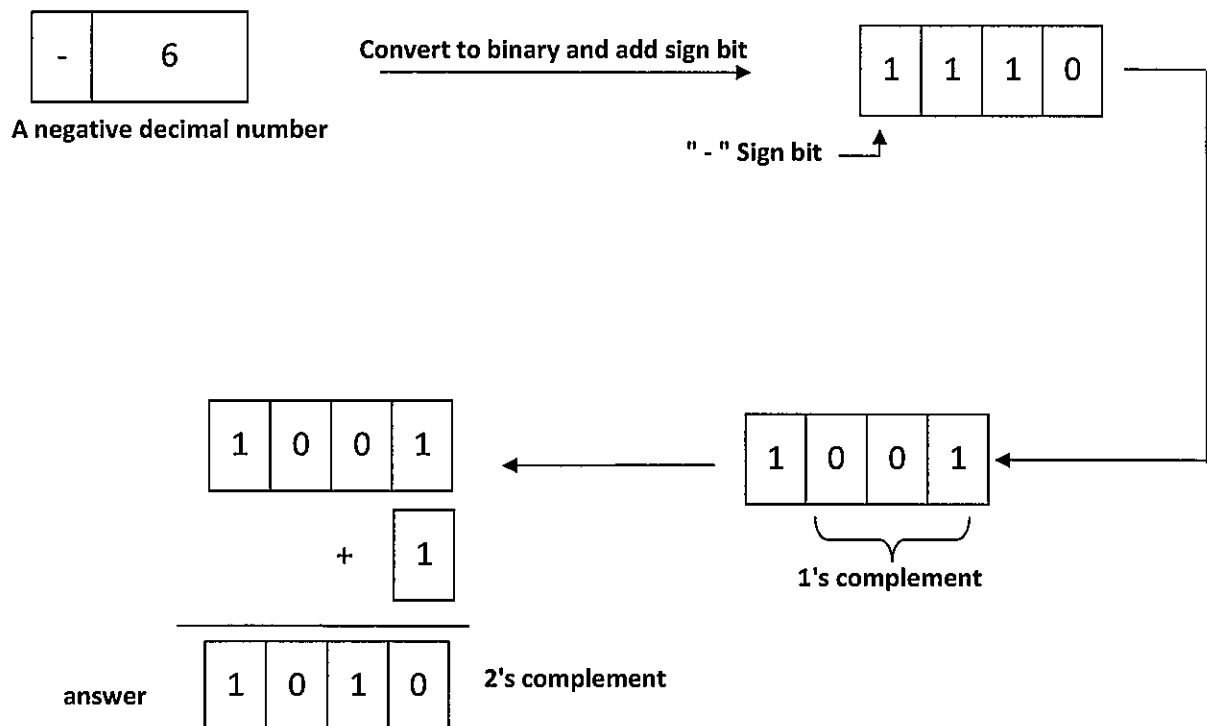 - 6
Convert to binary and add sign bit
1 1 1 0
A negative decimal number
" - " Sign bit
1 0 0 1
1 0 0 1
+ 1
1's complement
answer 1 0 1 0 2's complement